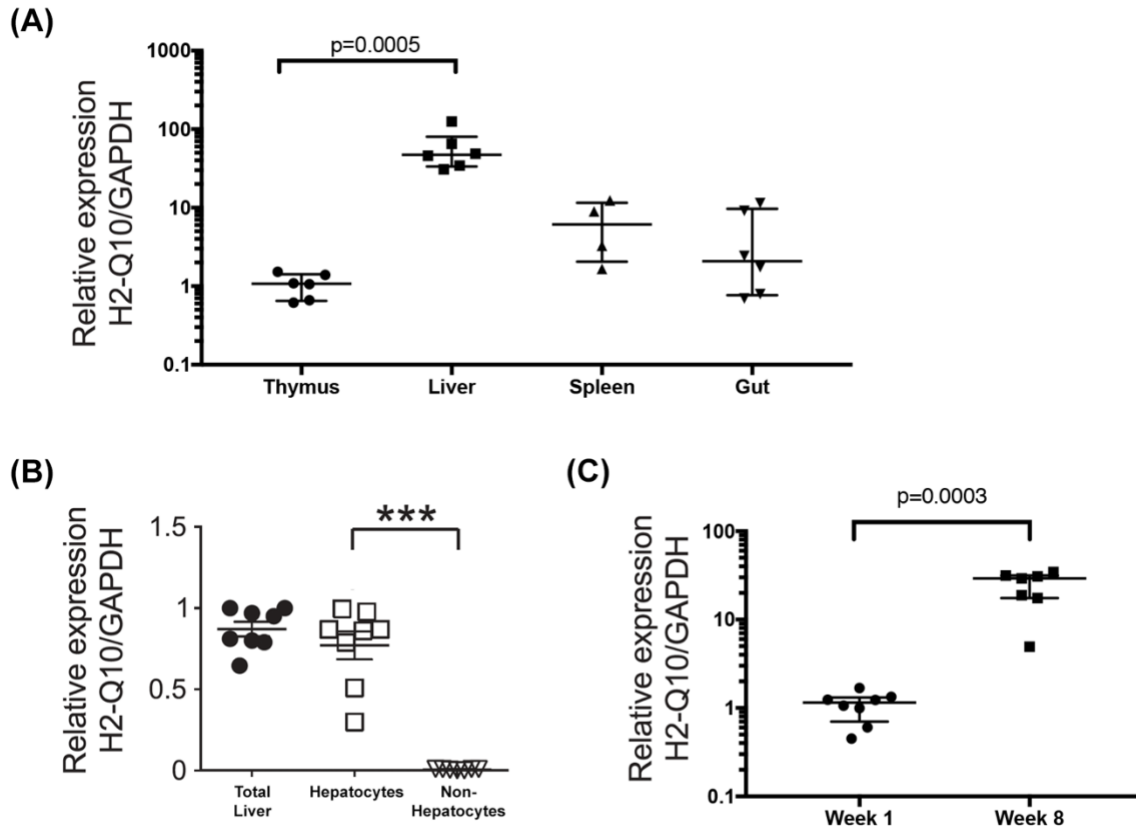 (A)
Relative expression
H2-Q10/GAPDH
1000
100
10
1
0.1
p=0.0005
Thymus Liver Spleen Gut
(B)
Relative expression
H2-Q10/GAPDH
1.5
1
0.5
0
***
Total
Liver
Hepatocytes
Non-
Hepatocytes
(C)
Relative expression
H2-Q10/GAPDH
100
10
1
0.1
p=0.0003
Week 1 Week 8